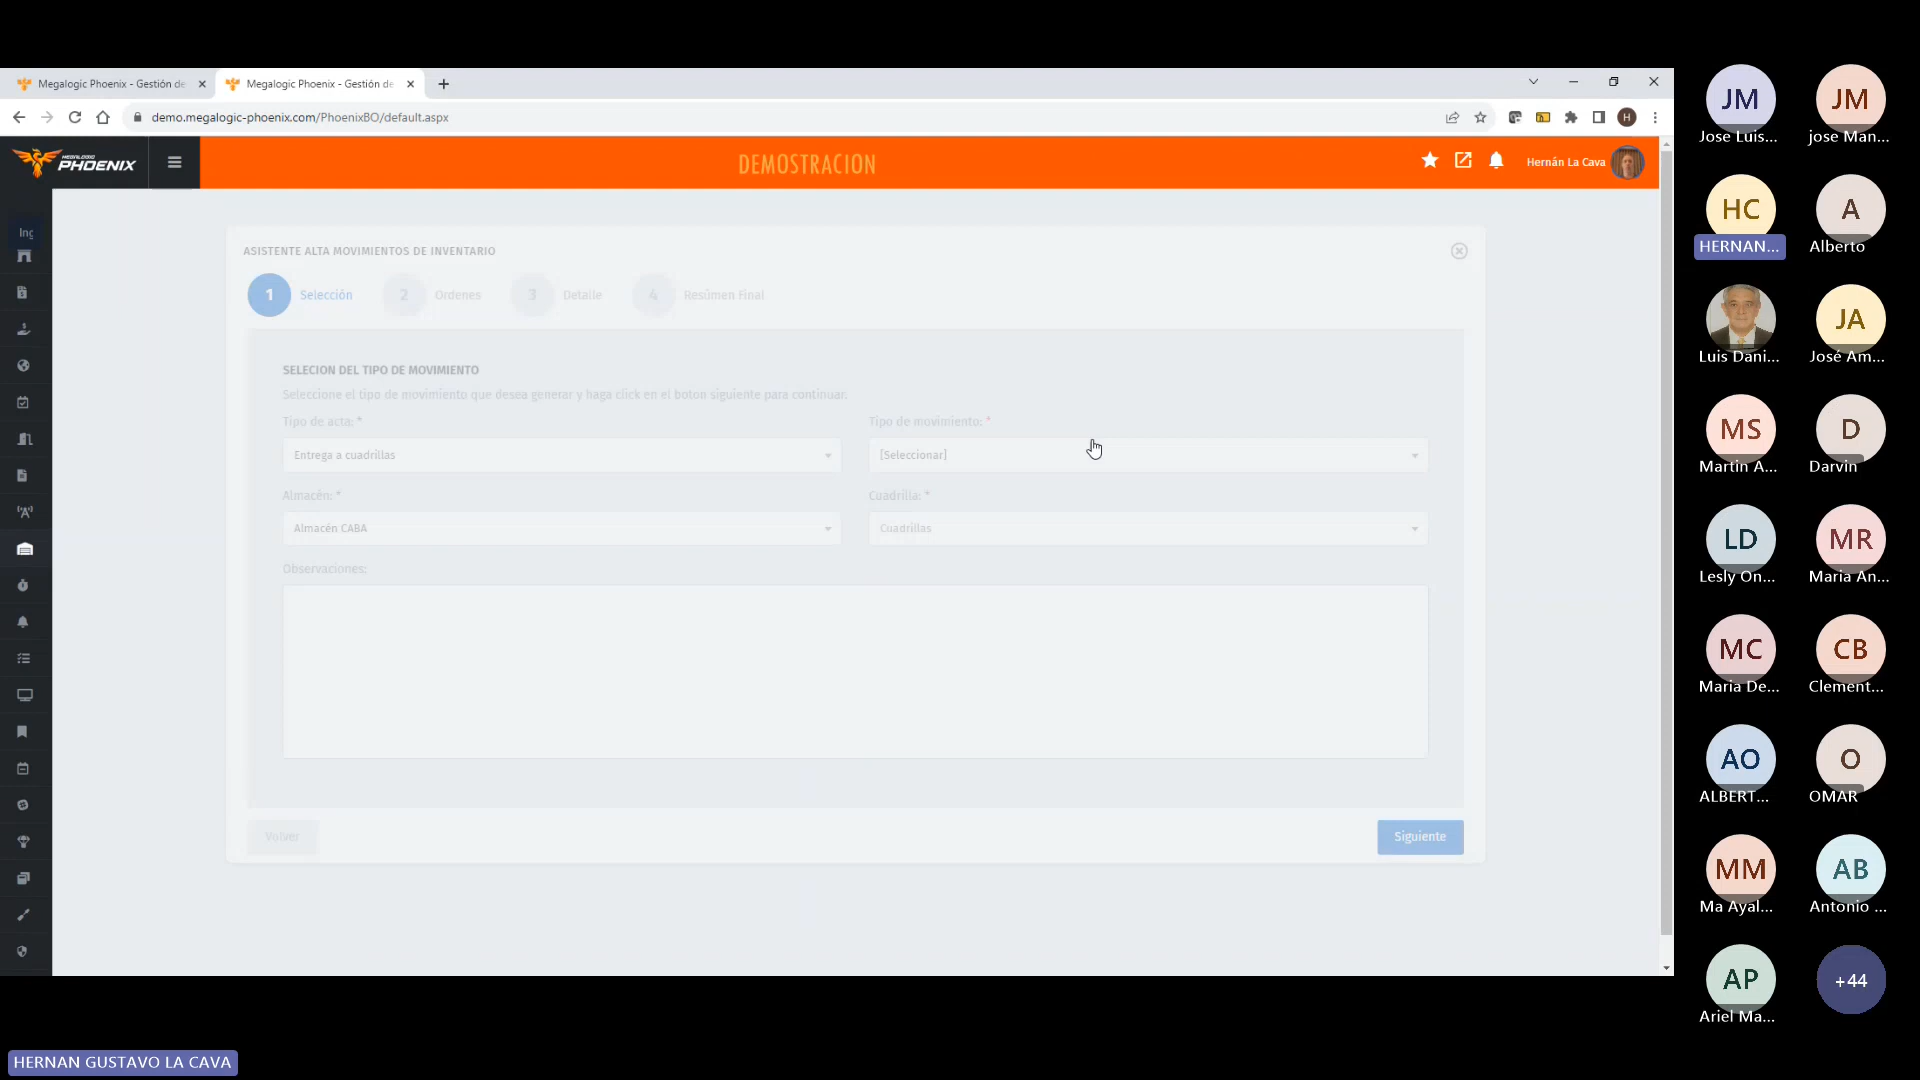 Megalogic Phoenix - Gestión de
Megalogic Phoenix - Gestión de
demo.megalogic-phoenix.com/PhoenixBO/default.aspx
H
MEGALOGIC
PHOENIX
DEMOSTRACION
Hernán La Cava
Ing
ASISTENTE ALTA MOVIMIENTOS DE INVENTARIO
1 Selección 2 Ordenes 3 Detalle 4 Resúmen Final
SELECION DEL TIPO DE MOVIMIENTO
Seleccione el tipo de movimiento que desea generar y haga click en el boton siguiente para continuar.
Tipo de acta: * Tipo de movimiento: *
Entrega a cuadrillas [Seleccionar]
Almacén: * Cuadrilla: *
Almacén CABA Cuadrillas
Observaciones:
Volver Siguiente
JM JM
Jose Luis... jose Man...
HC A
HERNAN... Alberto
JA
Luis Dani... José Am...
MS D
Martin A... Darvin
LD MR
Lesly On... Maria An...
MC CB
Maria De... Clement...
AO O
ALBERT... OMAR
MM AB
Ma Ayal... Antonio ...
AP +44
Ariel Ma...
HERNAN GUSTAVO LA CAVA